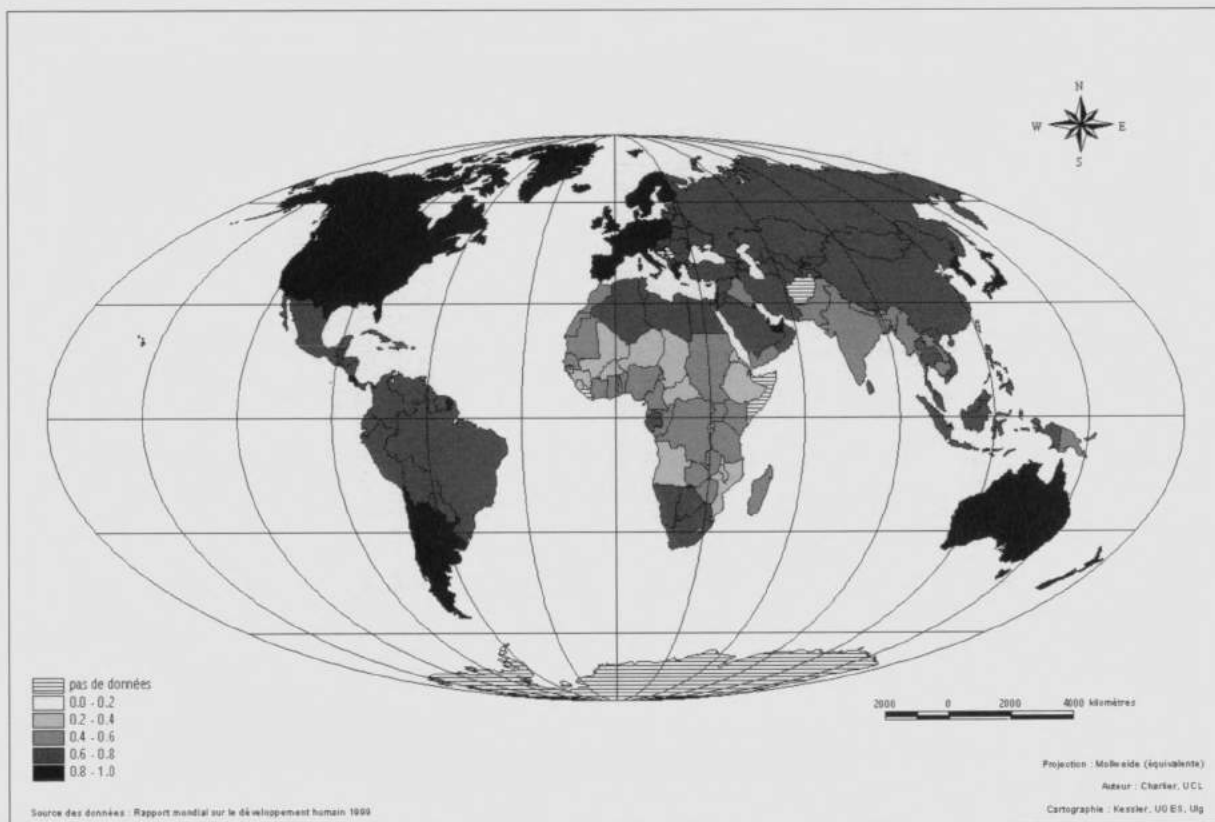 N
W E
S
pas de données
0.0 - 0.2
0.2 - 0.4
0.4 - 0.6
0.6 - 0.8
0.8 - 1.0
2000 0 2000 4000 kilomètres
Projection : Mollweide (équivalente)
Auteur : Charlier, UCL
Source des données : Rapport mondial sur le développement humain 1999
Cartographie : Kessler, UGES, Ulg